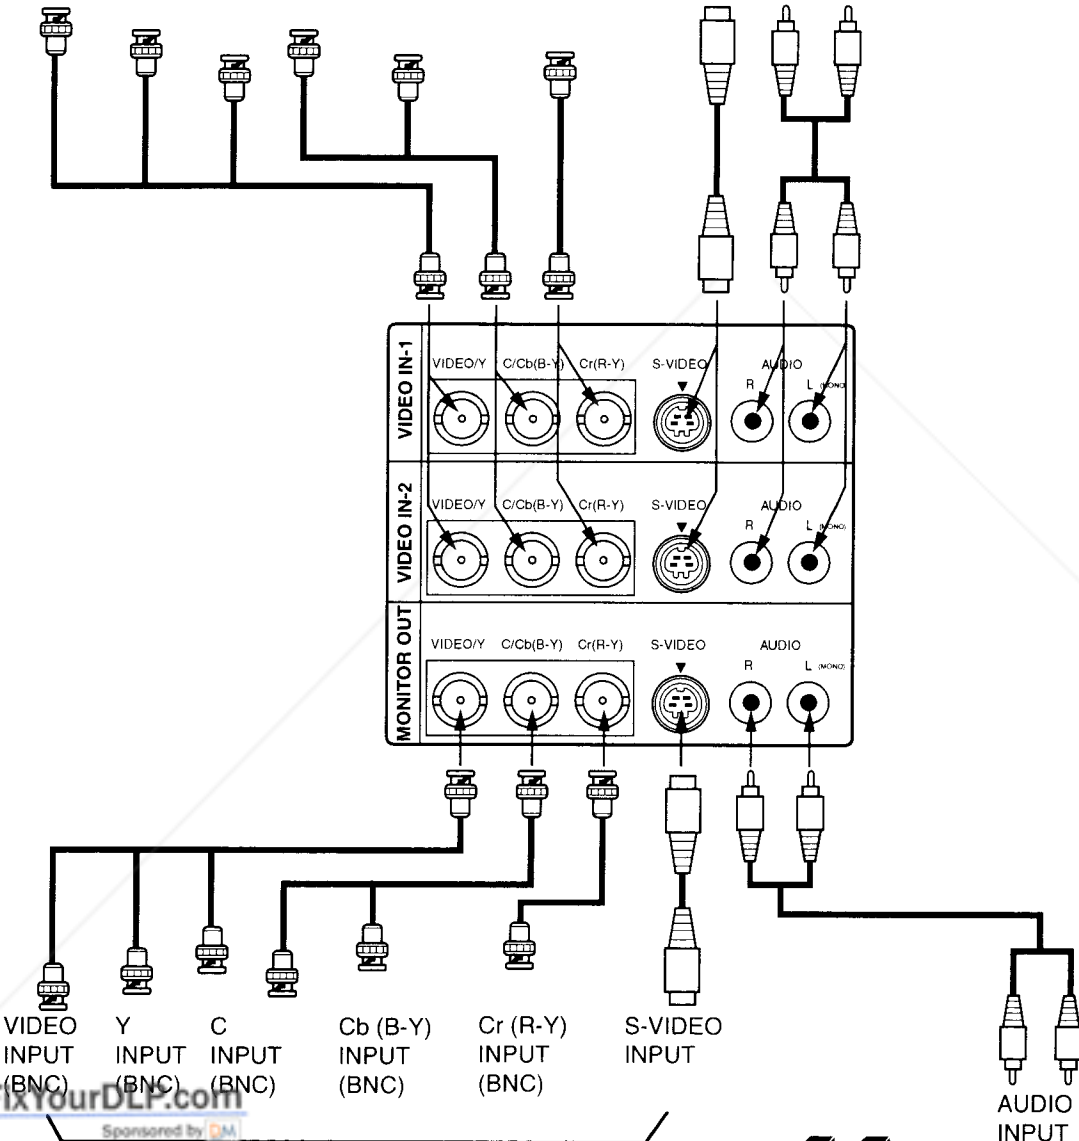 VIDEO IN-1
VIDEO/Y C/Cb(B-Y) Cr(R-Y) S-VIDEO AUDIO
R L (MONO
VIDEO IN-2
VIDEO/Y C/Cb(B-Y) Cr(R-Y) S-VIDEO AUDIO
R L (MONO)
MONITOR OUT
VIDEO/Y C/Cb(B-Y) Cr(R-Y) S-VIDEO AUDIO
R L (MONO)
VIDEO
INPUT
(BNC)
Y
INPUT
(BNC)
C
INPUT
(BNC)
Cb (B-Y)
INPUT
(BNC)
Cr (R-Y)
INPUT
(BNC)
S-VIDEO
INPUT
AUDIO
INPUT
FixYourDLP.com
Sponsored by DM